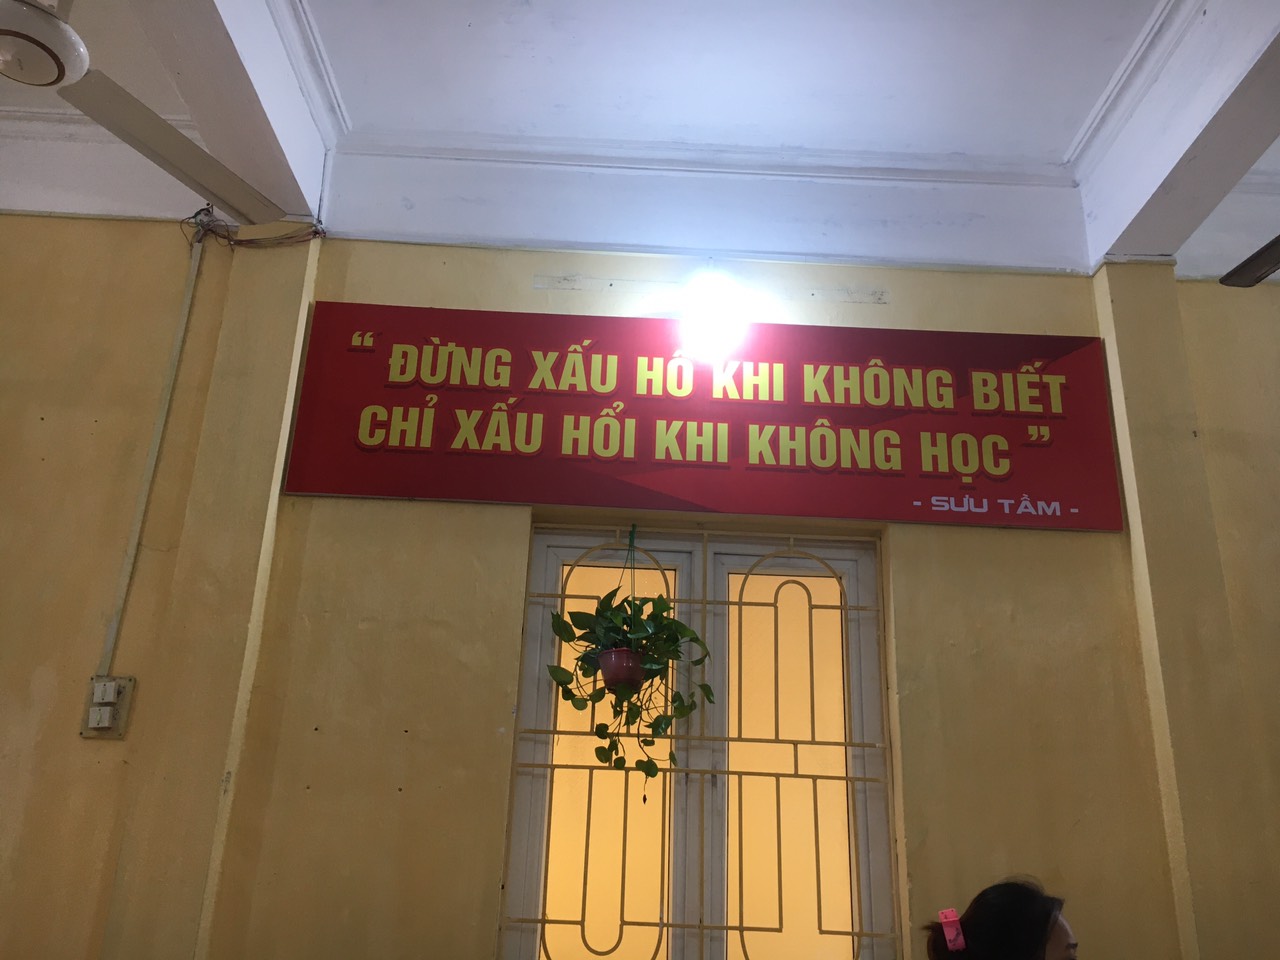 “ ĐỪNG XẤU HỔ KHI KHÔNG BIẾT
CHỈ XẤU HỔI KHI KHÔNG HỌC ”
- SƯU TẦM -